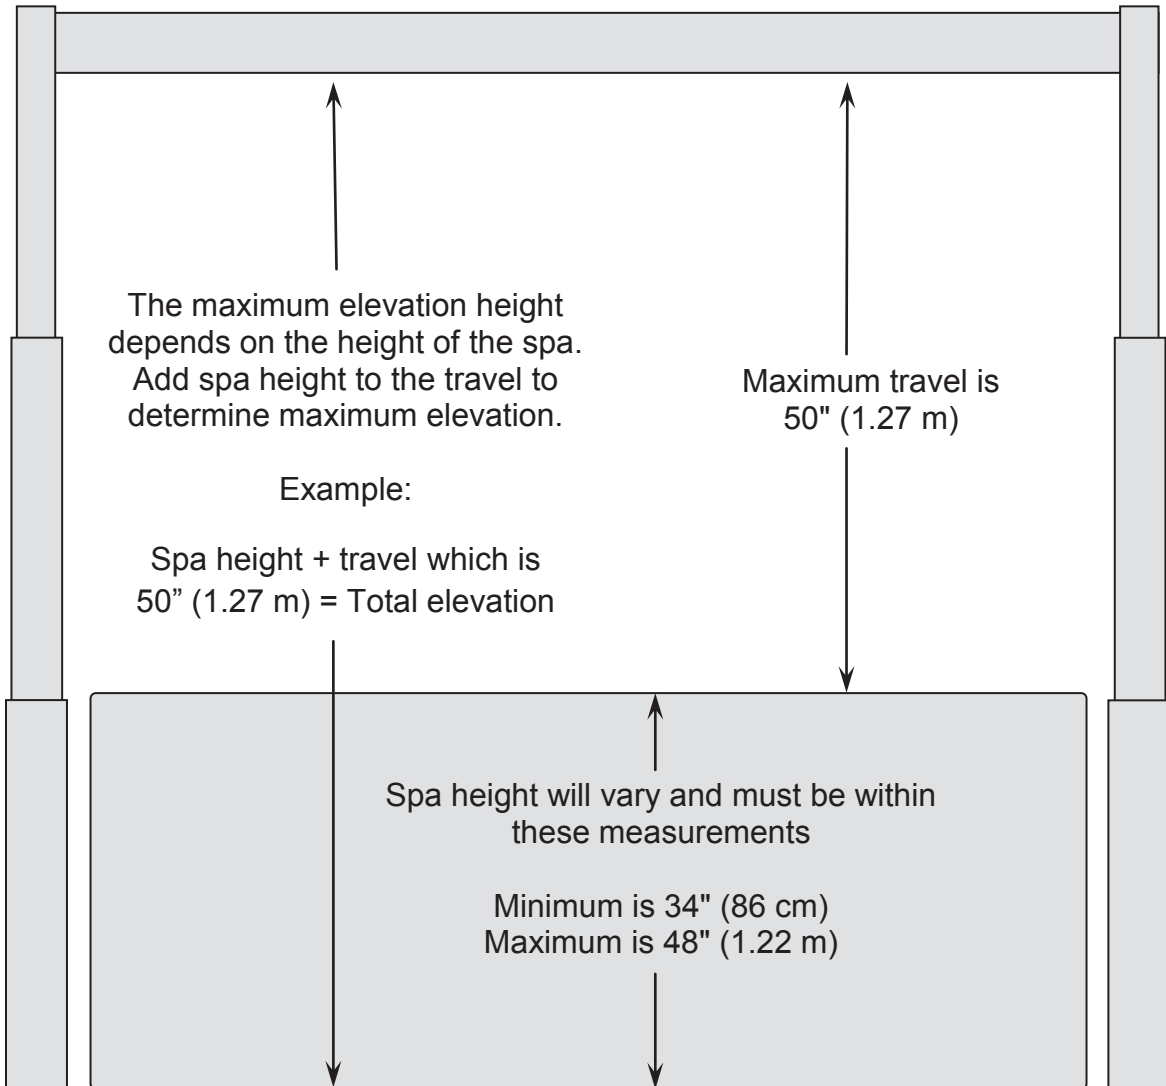 The maximum elevation height
depends on the height of the spa.
Add spa height to the travel to
determine maximum elevation.
Example:
Spa height + travel which is
50” (1.27 m) = Total elevation
Maximum travel is
50" (1.27 m)
Spa height will vary and must be within
these measurements
Minimum is 34" (86 cm)
Maximum is 48" (1.22 m)